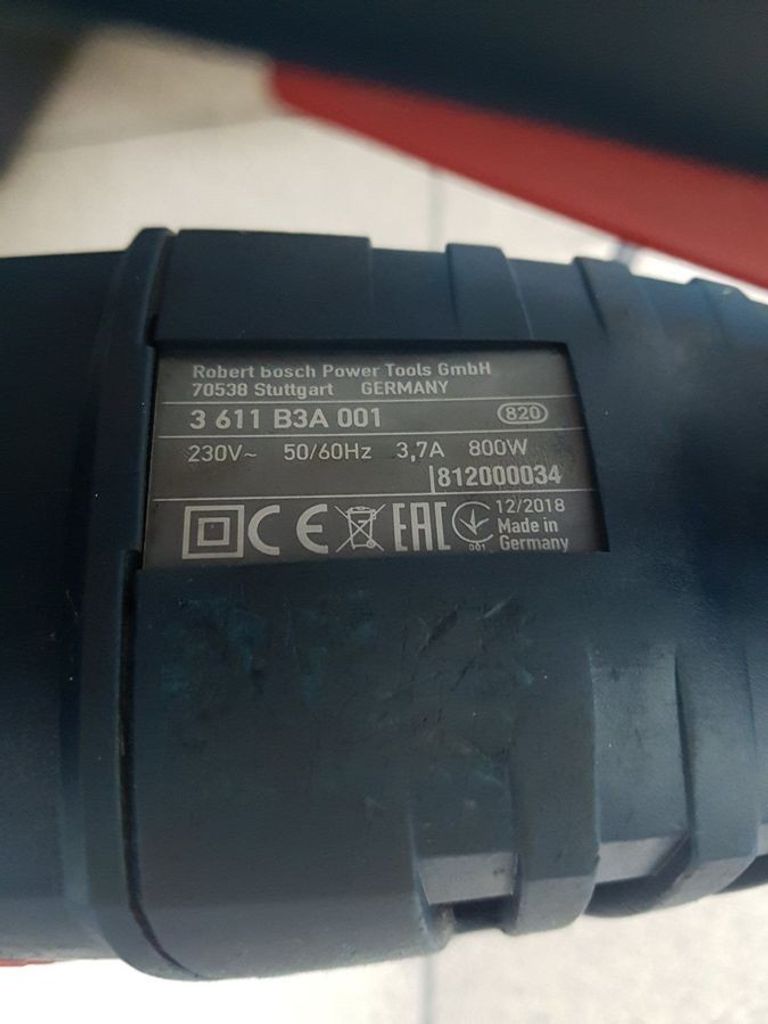 Robert Bosch Power Tools GmbH
70538 Stuttgart GERMANY
3 611 B3A 001 820
230V~ 50/60Hz 3,7A 800W
812000034
CE EAC 12/2018
001 Made in
Germany